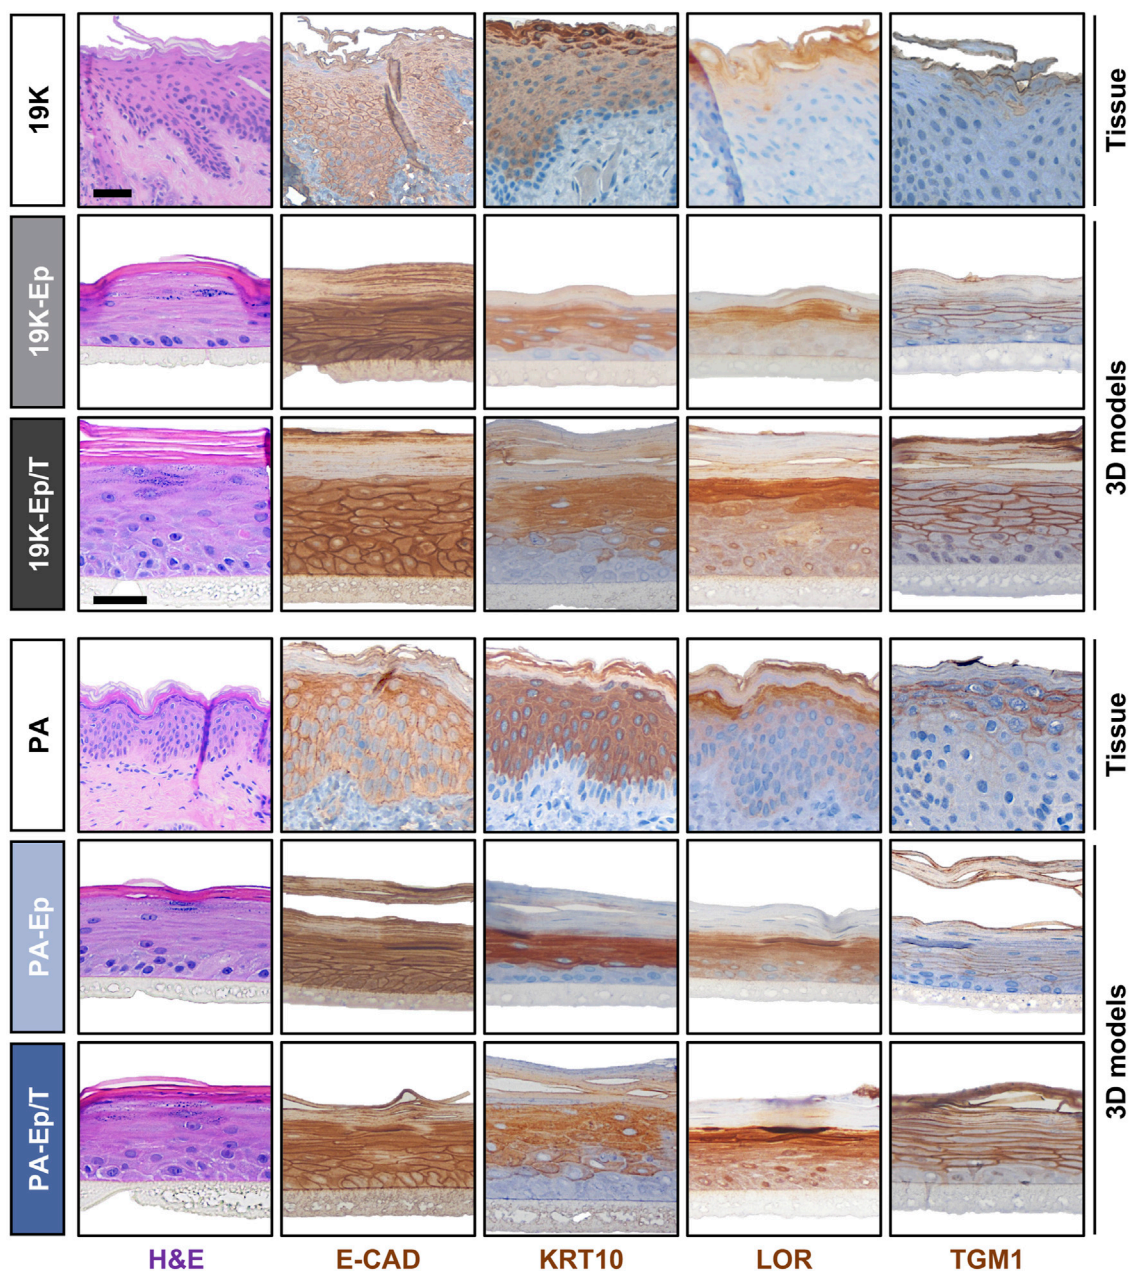 19K
Tissue
19K-Ep
19K-Ep/T
3D models
PA
Tissue
PA-Ep
PA-Ep/T
3D models
H&E
E-CAD
KRT10
LOR
TGM1